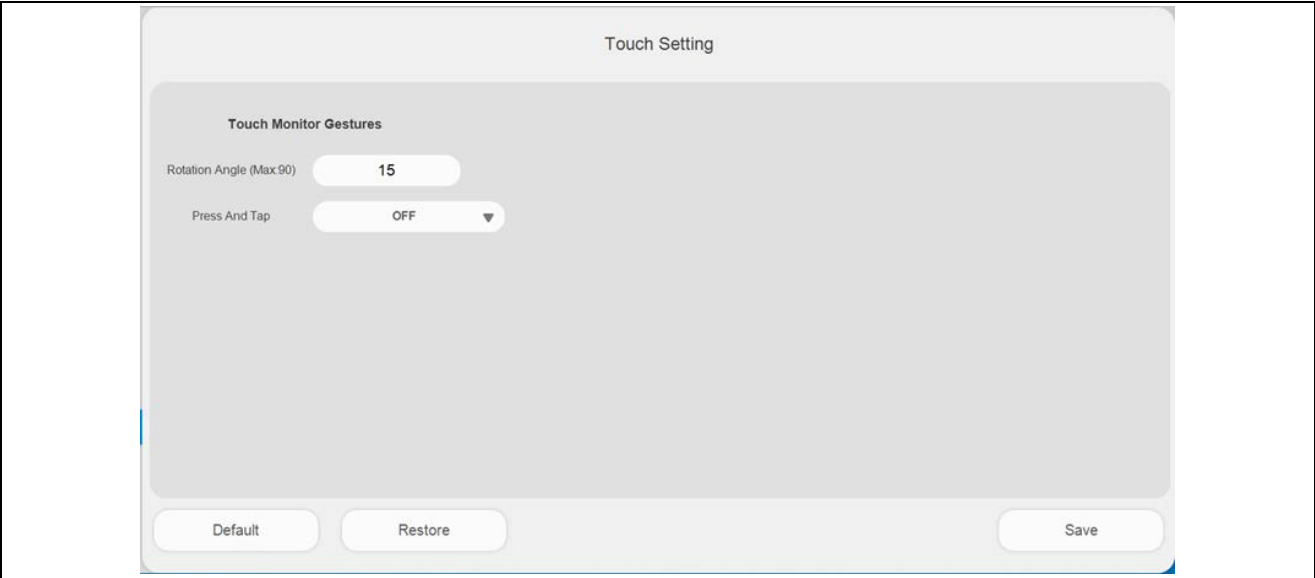 Touch Setting
Touch Monitor Gestures
Rotation Angle (Max:90) 15
Press And Tap OFF
Default Restore Save